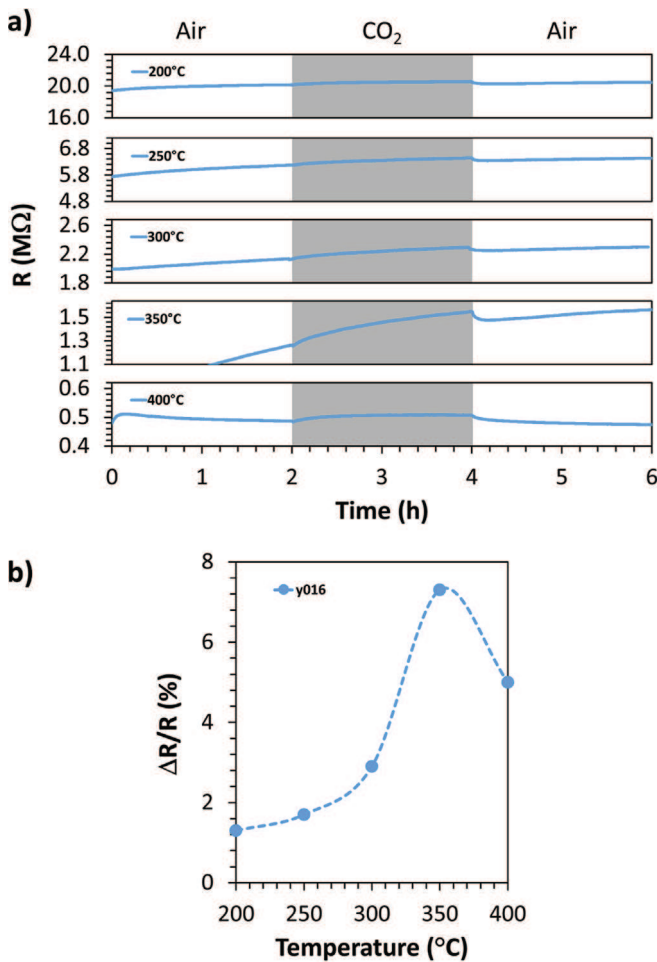 a)
Air CO₂ Air
24.0
20.0
16.0
200°C
6.8
5.8
4.8
250°C
2.6
2.2
1.8
300°C
1.5
1.3
1.1
350°C
0.6
0.5
0.4
400°C
R (MΩ)
0 1 2 3 4 5 6
Time (h)
b)
8
6
4
2
0
y016
ΔR/R (%)
200 250 300 350 400
Temperature (°C)